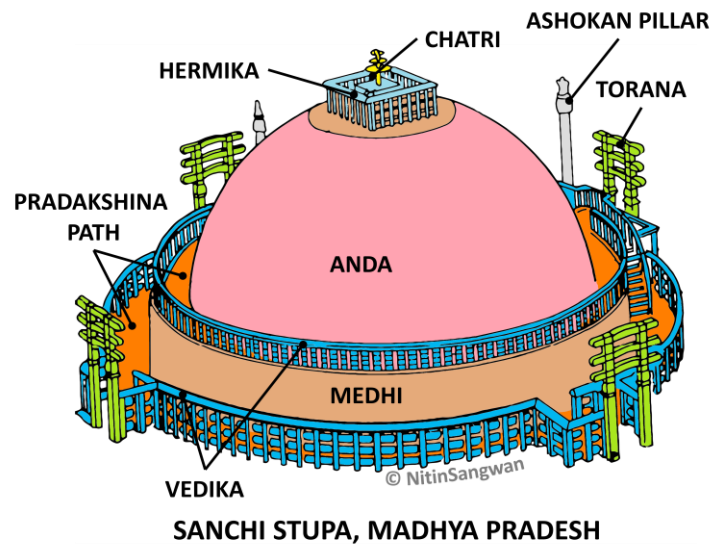 ASHOKAN PILLAR
CHATRI
HERMIKA
TORANA
PRADAKSHINA
PATH
ANDA
MEDHI
VEDIKA
© NitinSangwan
SANCHI STUPA, MADHYA PRADESH